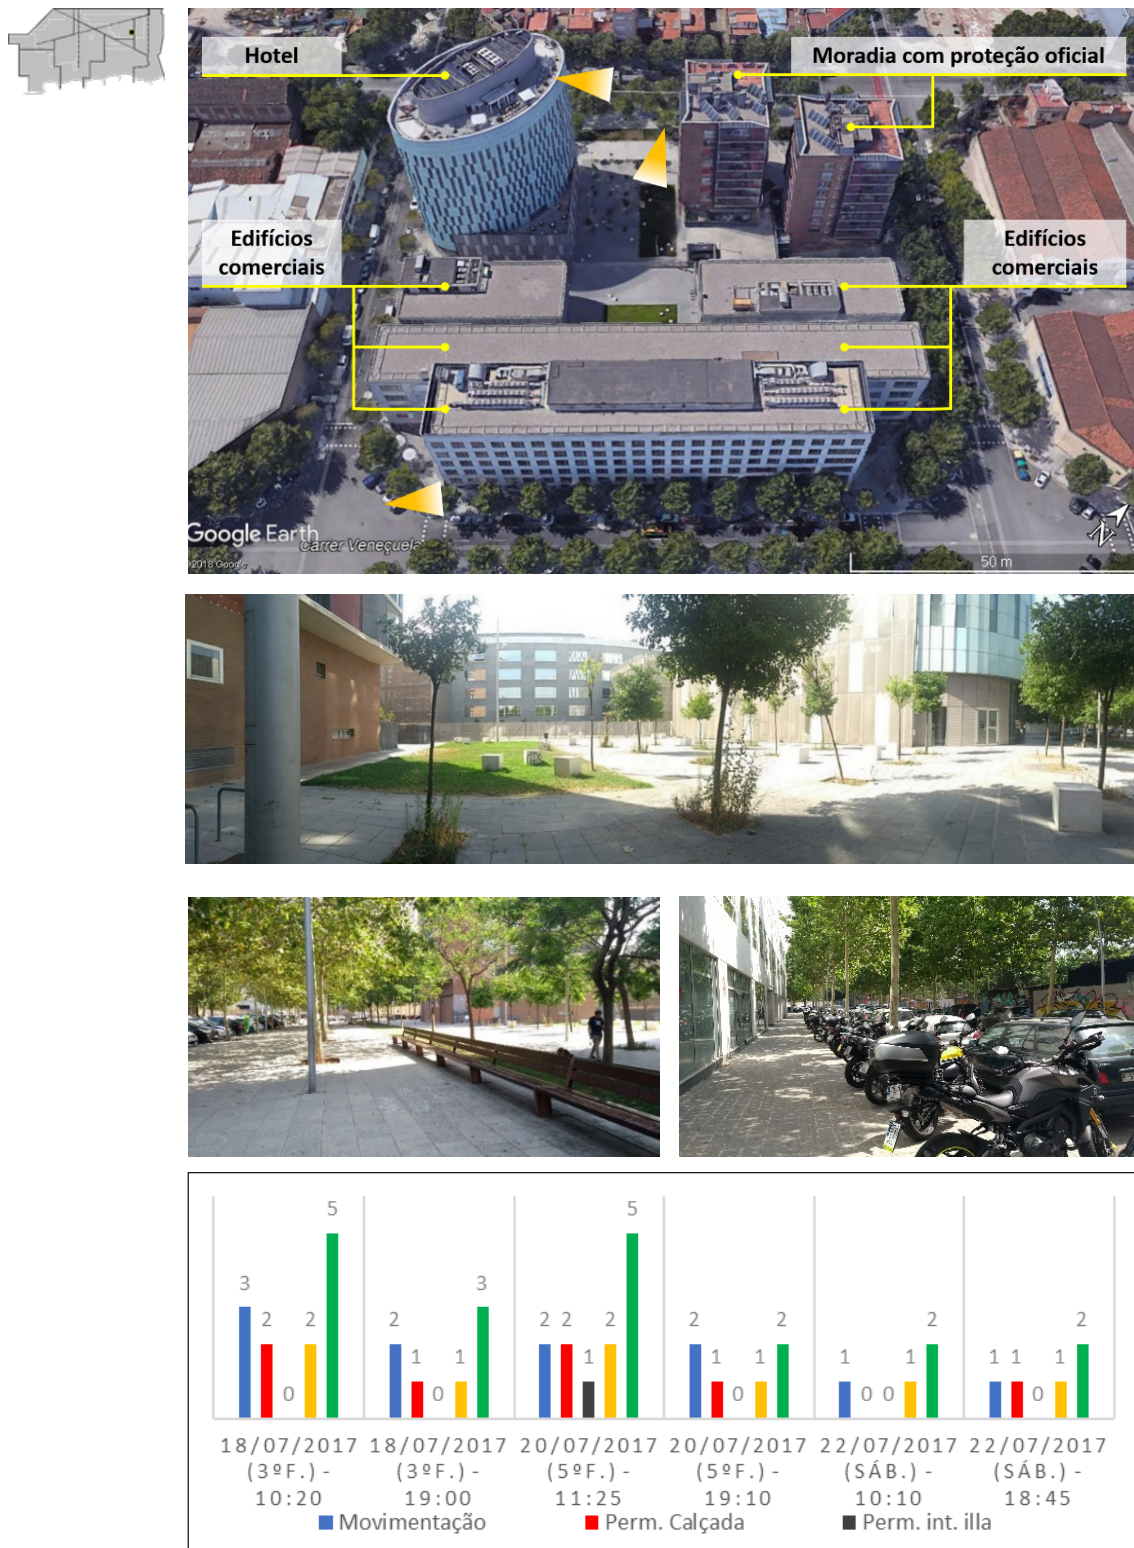 Hotel
Moradia com proteção oficial
Edifícios
comerciais
Edifícios
comerciais
Google Earth
©2018 Google
Carrer Veneçuela
N
50 m
5
5
3
3
2
2
2
1
0
1
2
2
1
2
2
1
0
1
2
1
0
0
1
2
1
1
0
1
2
0
18/07/2017
(3ºF.) -
10:20
18/07/2017
(3ºF.) -
19:00
20/07/2017
(5ºF.) -
11:25
20/07/2017
(5ºF.) -
19:10
22/07/2017
(SÁB.) -
10:10
22/07/2017
(SÁB.) -
18:45
Movimentação
Perm. Calçada
Perm. int. illa